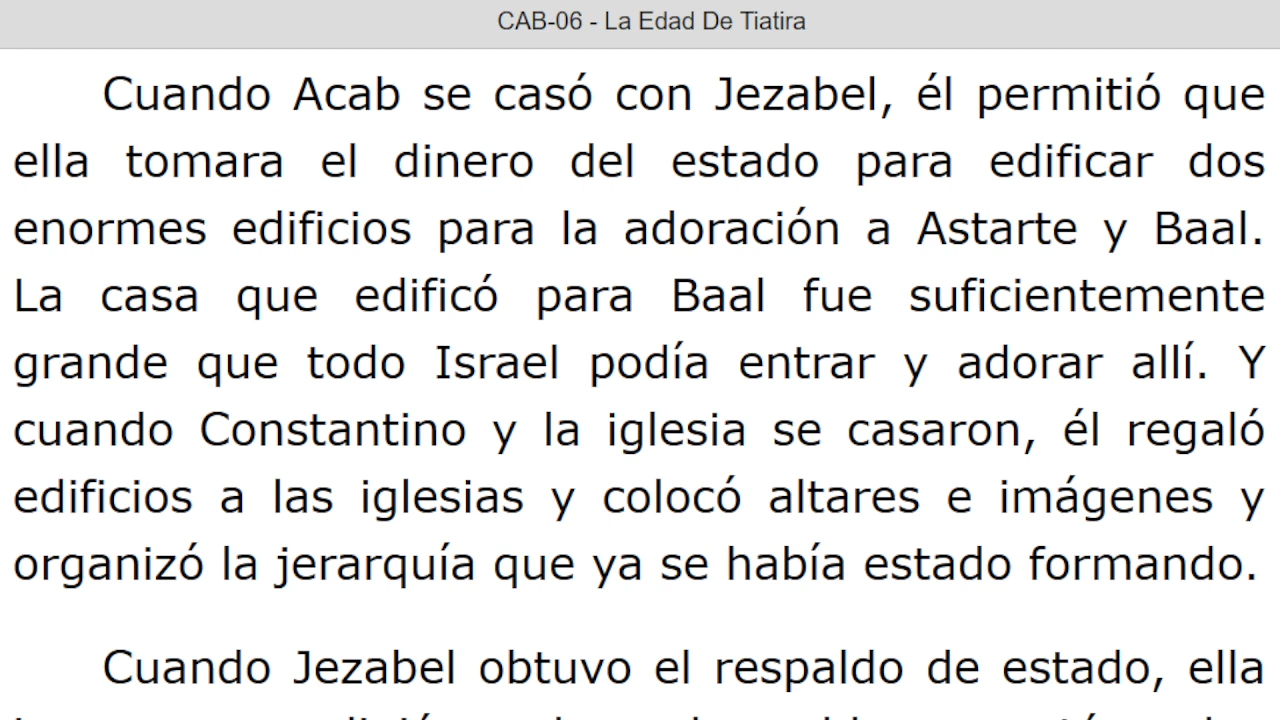 CAB-06 - La Edad De Tiatira
Cuando Acab se casó con Jezabel, él permitió que
ella tomara el dinero del estado para edificar dos
enormes edificios para la adoración a Astarte y Baal.
La casa que edificó para Baal fue suficientemente
grande que todo Israel podía entrar y adorar allí. Y
cuando Constantino y la iglesia se casaron, él regaló
edificios a las iglesias y colocó altares e imágenes y
organizó la jerarquía que ya se había estado formando.
Cuando Jezabel obtuvo el respaldo de estado, ella